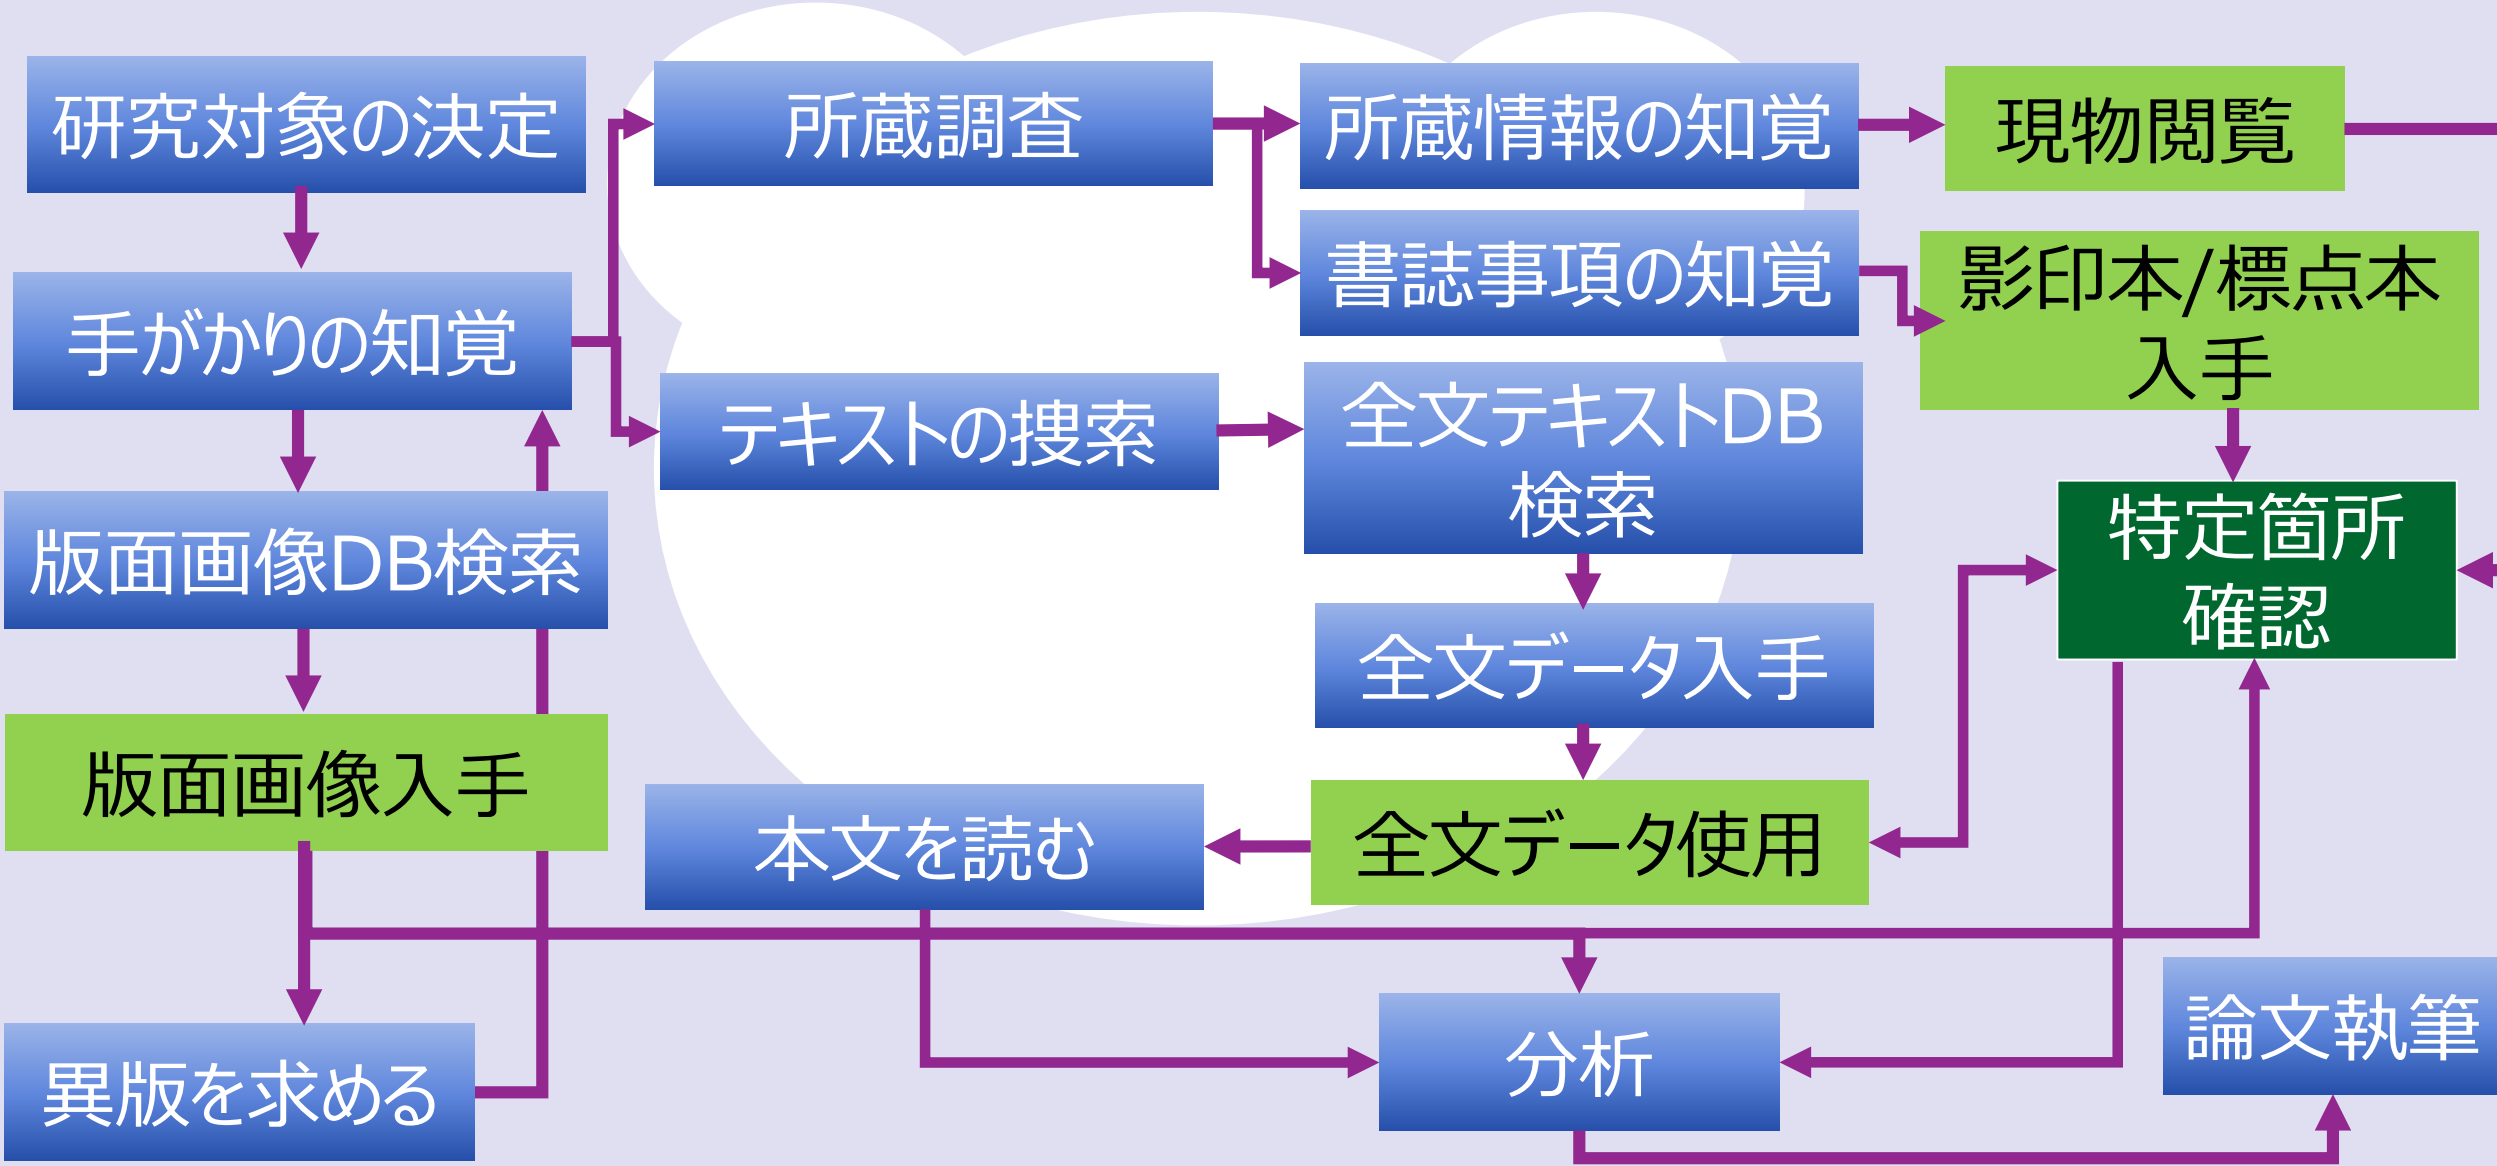 研究対象の決定
所蔵調査
所蔵情報の知覚
現物閲覧
書誌事項の知覚
影印本/翻点本
入手
手がかりの知覚
テキストの捜索
全文テキストDB
検索
版面画像DB検索
特定箇所
確認
全文データ入手
版面画像入手
本文を読む
全文データ使用
論文執筆
分析
異版を求める